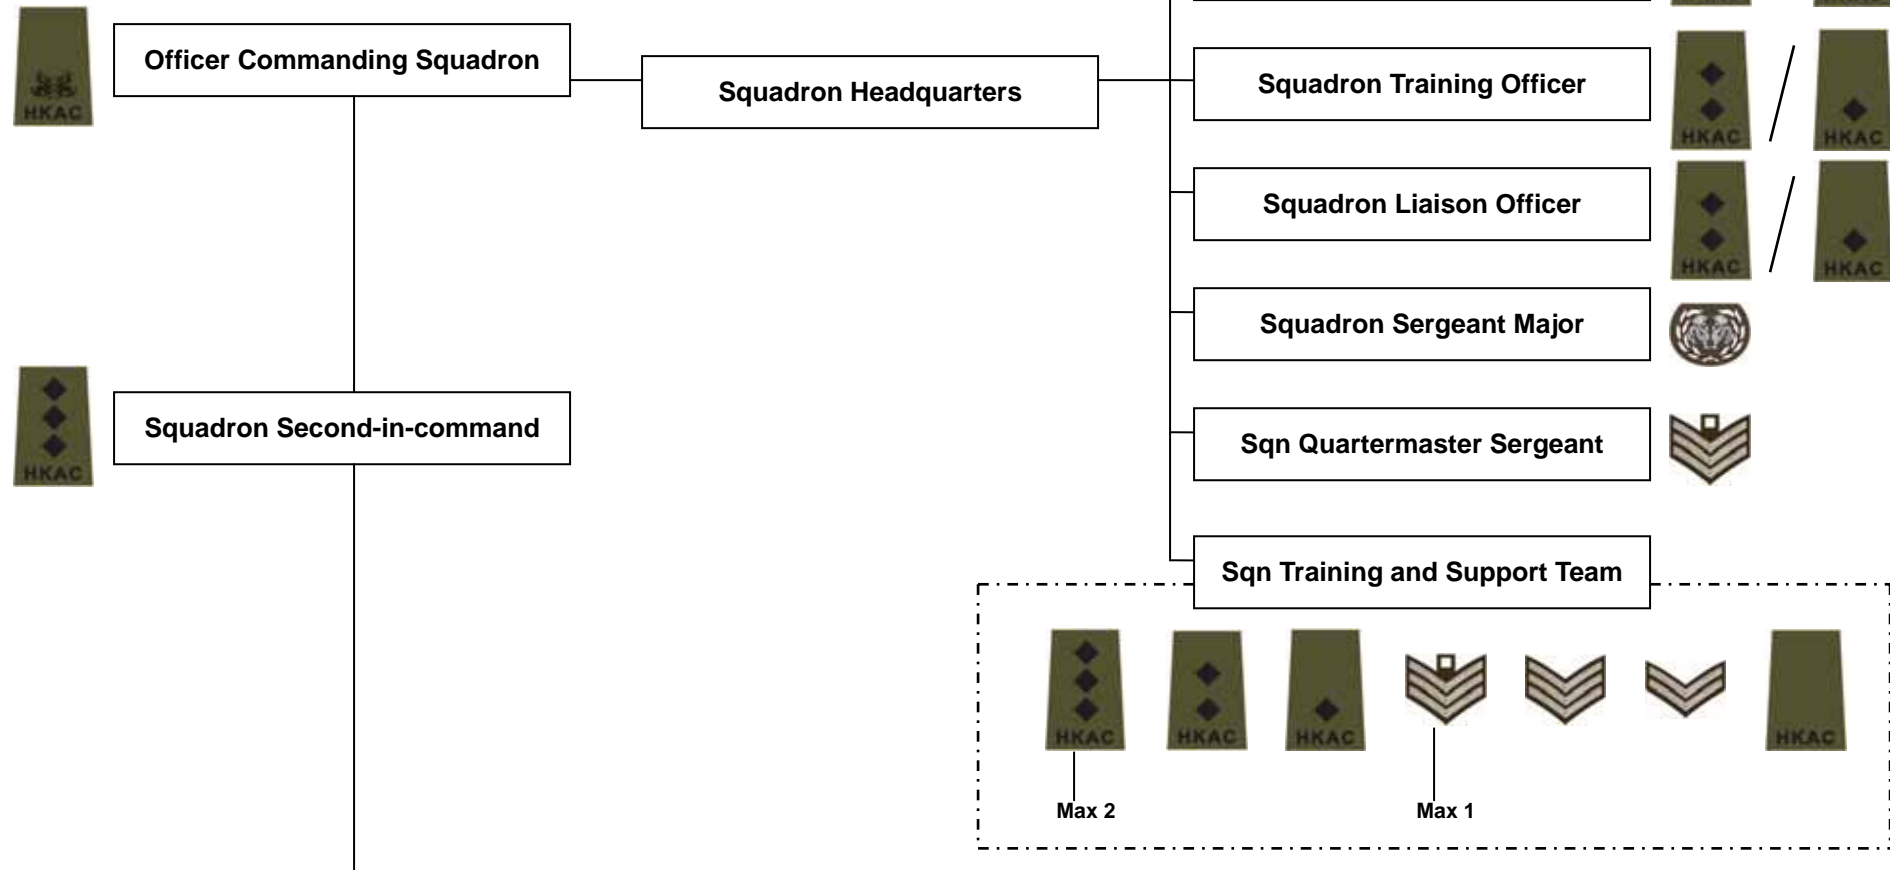 HKAC
Officer Commanding Squadron
Squadron Headquarters
Squadron Training Officer
HKAC
HKAC
Squadron Liaison Officer
HKAC
HKAC
Squadron Sergeant Major
HKAC
Squadron Second-in-command
Sqn Quartermaster Sergeant
Sqn Training and Support Team
HKAC
HKAC
HKAC
HKAC
Max 2
Max 1